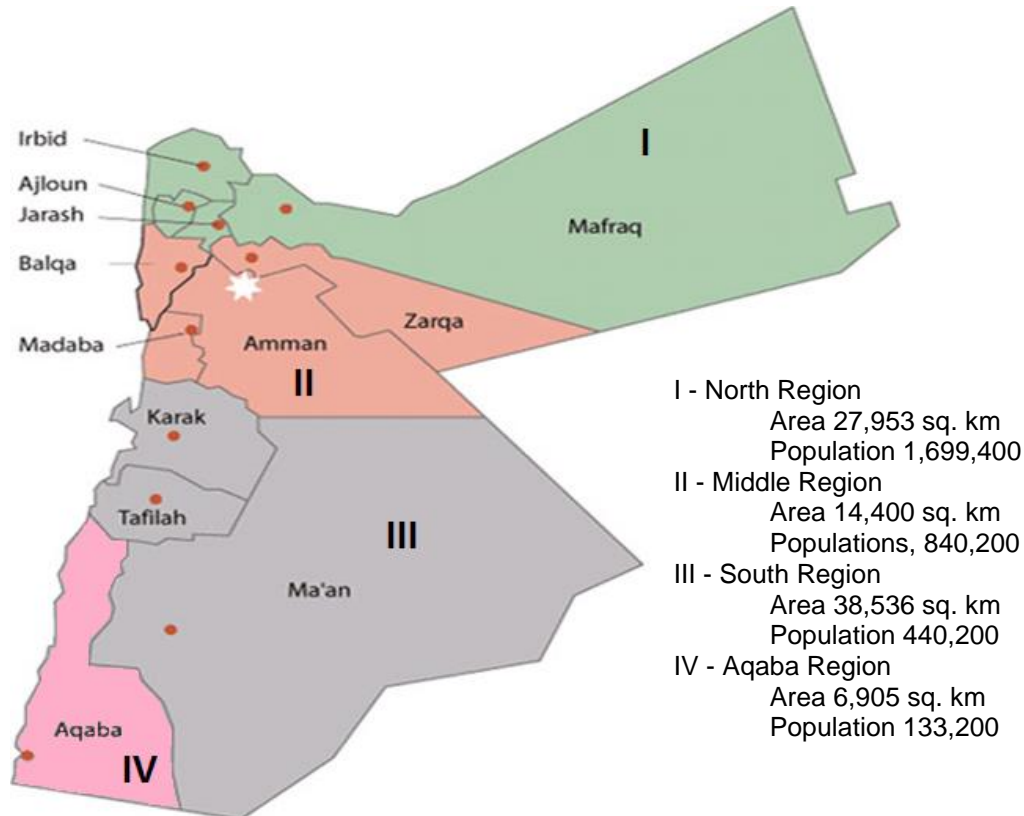 Irbid
Ajloun
Jarash
Balqa
Madaba
I
Mafraq
Zarqa
Amman
II
Karak
Tafilah
III
Ma'an
Aqaba
IV
I - North Region
Area 27,953 sq. km
Population 1,699,400
II - Middle Region
Area 14,400 sq. km
Populations, 840,200
III - South Region
Area 38,536 sq. km
Population 440,200
IV - Aqaba Region
Area 6,905 sq. km
Population 133,200